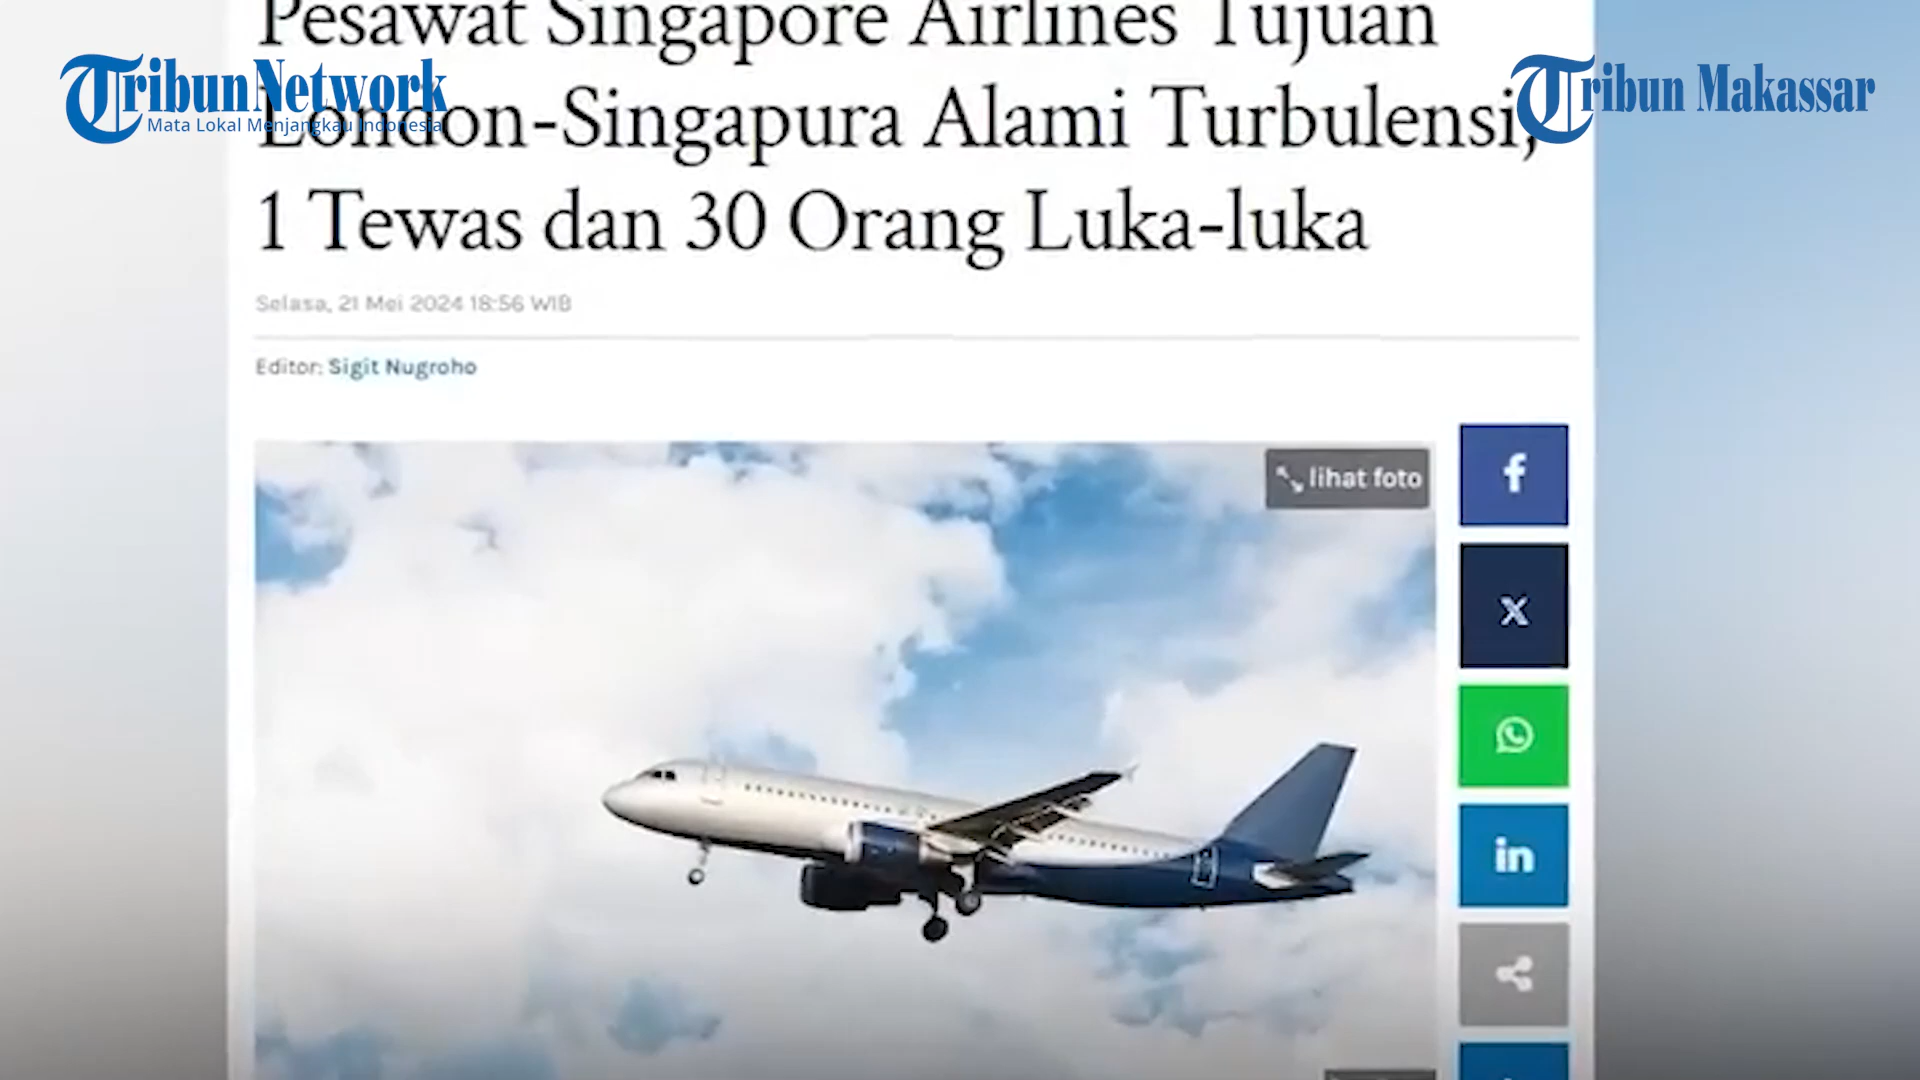 Pesawat Singapore Airlines Tujuan
London-Singapura Alami Turbulensi,
1 Tewas dan 30 Orang Luka-luka
TribunNetwork
Mata Lokal Menjangkau Indonesia
Tribun Makassar
Selasa, 21 Mei 2024 18:56 WIB
Editor: Sigit Nugroho
lihat foto
f
X
in